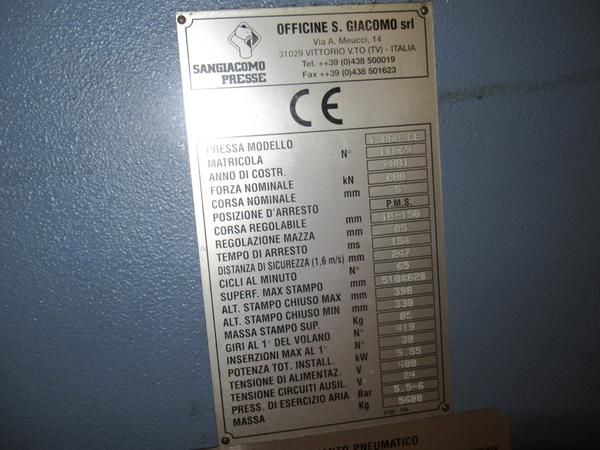 OFFICINE S. GIACOMO srl
Via A. Meucci, 14
31029 VITTORIO V.TO (TV) - ITALIA
Tel. ++39 (0)438 500019
Fax ++39 (0)438 501623
SANGIACOMO
PRESSE
CE
PRESSA MODELLO CE
MATRICOLA N° 11869
ANNO DI COSTR. 2001
FORZA NOMINALE kN 800
CORSA NOMINALE mm 5
POSIZIONE D'ARRESTO P.M.S.
CORSA REGOLABILE mm 10-150
REGOLAZIONE MAZZA mm 85
TEMPO DI ARRESTO ms 154
DISTANZA DI SICUREZZA (1,6 m/s) mm 247
CICLI AL MINUTO N° 65
SUPERF. MAX STAMPO mm 510X820
ALT. STAMPO CHIUSO MAX mm 390
ALT. STAMPO CHIUSO MIN mm 330
MASSA STAMPO SUP. Kg 85
GIRI AL 1° DEL VOLANO N° 419
INSERZIONI MAX AL 1° N° 30
POTENZA TOT. INSTALL. kW 5.55
TENSIONE DI ALIMENTAZ. V 400
TENSIONE CIRCUITI AUSIL. V 24
PRESS. DI ESERCIZIO ARIA Bar 5.5-6
MASSA Kg 5600
PNEUMATICO